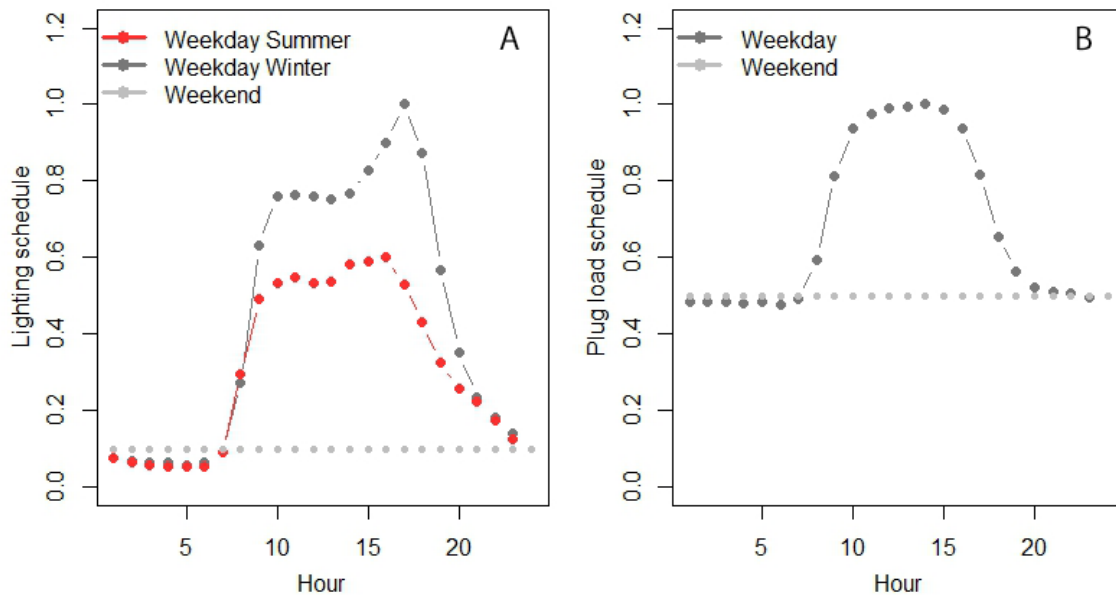 A
Weekday Summer
Weekday Winter
Weekend
Lighting schedule
1.2
1.0
0.8
0.6
0.4
0.2
0.0
5 10 15 20
Hour
B
Weekday
Weekend
Plug load schedule
1.2
1.0
0.8
0.6
0.4
0.2
0.0
5 10 15 20
Hour